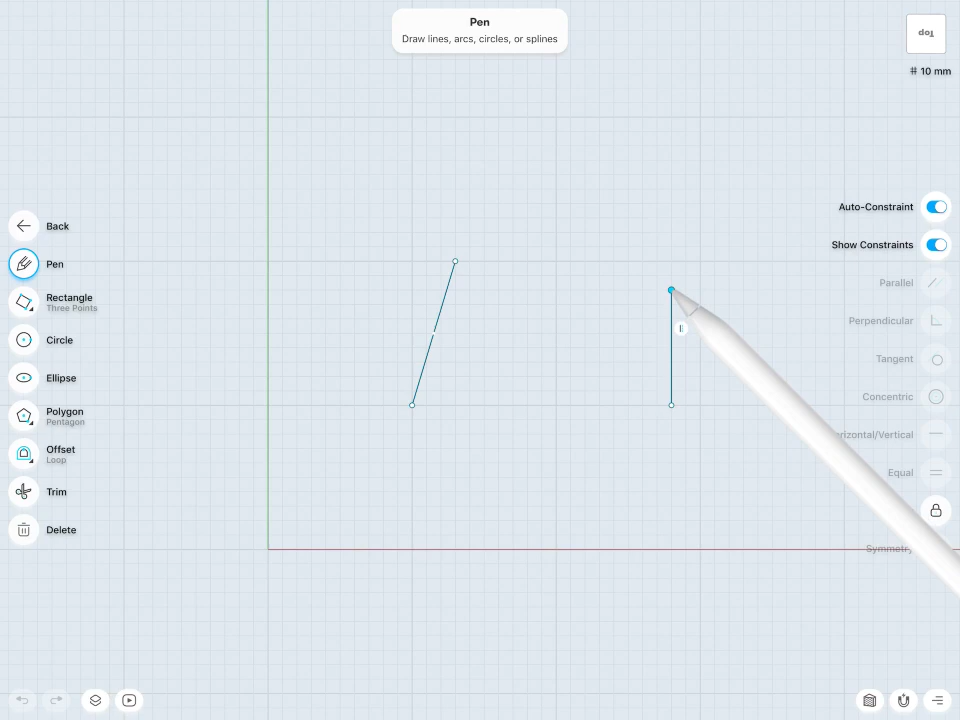 Pen
Draw lines, arcs, circles, or splines
Top
10 mm
Auto-Constraint
Show Constraints
Parallel
Perpendicular
Tangent
Concentric
rizontal/Vertical
Equal
Symmetry
Back
Pen
Rectangle
Three Points
Circle
Ellipse
Polygon
Pentagon
Offset
Loop
Trim
Delete